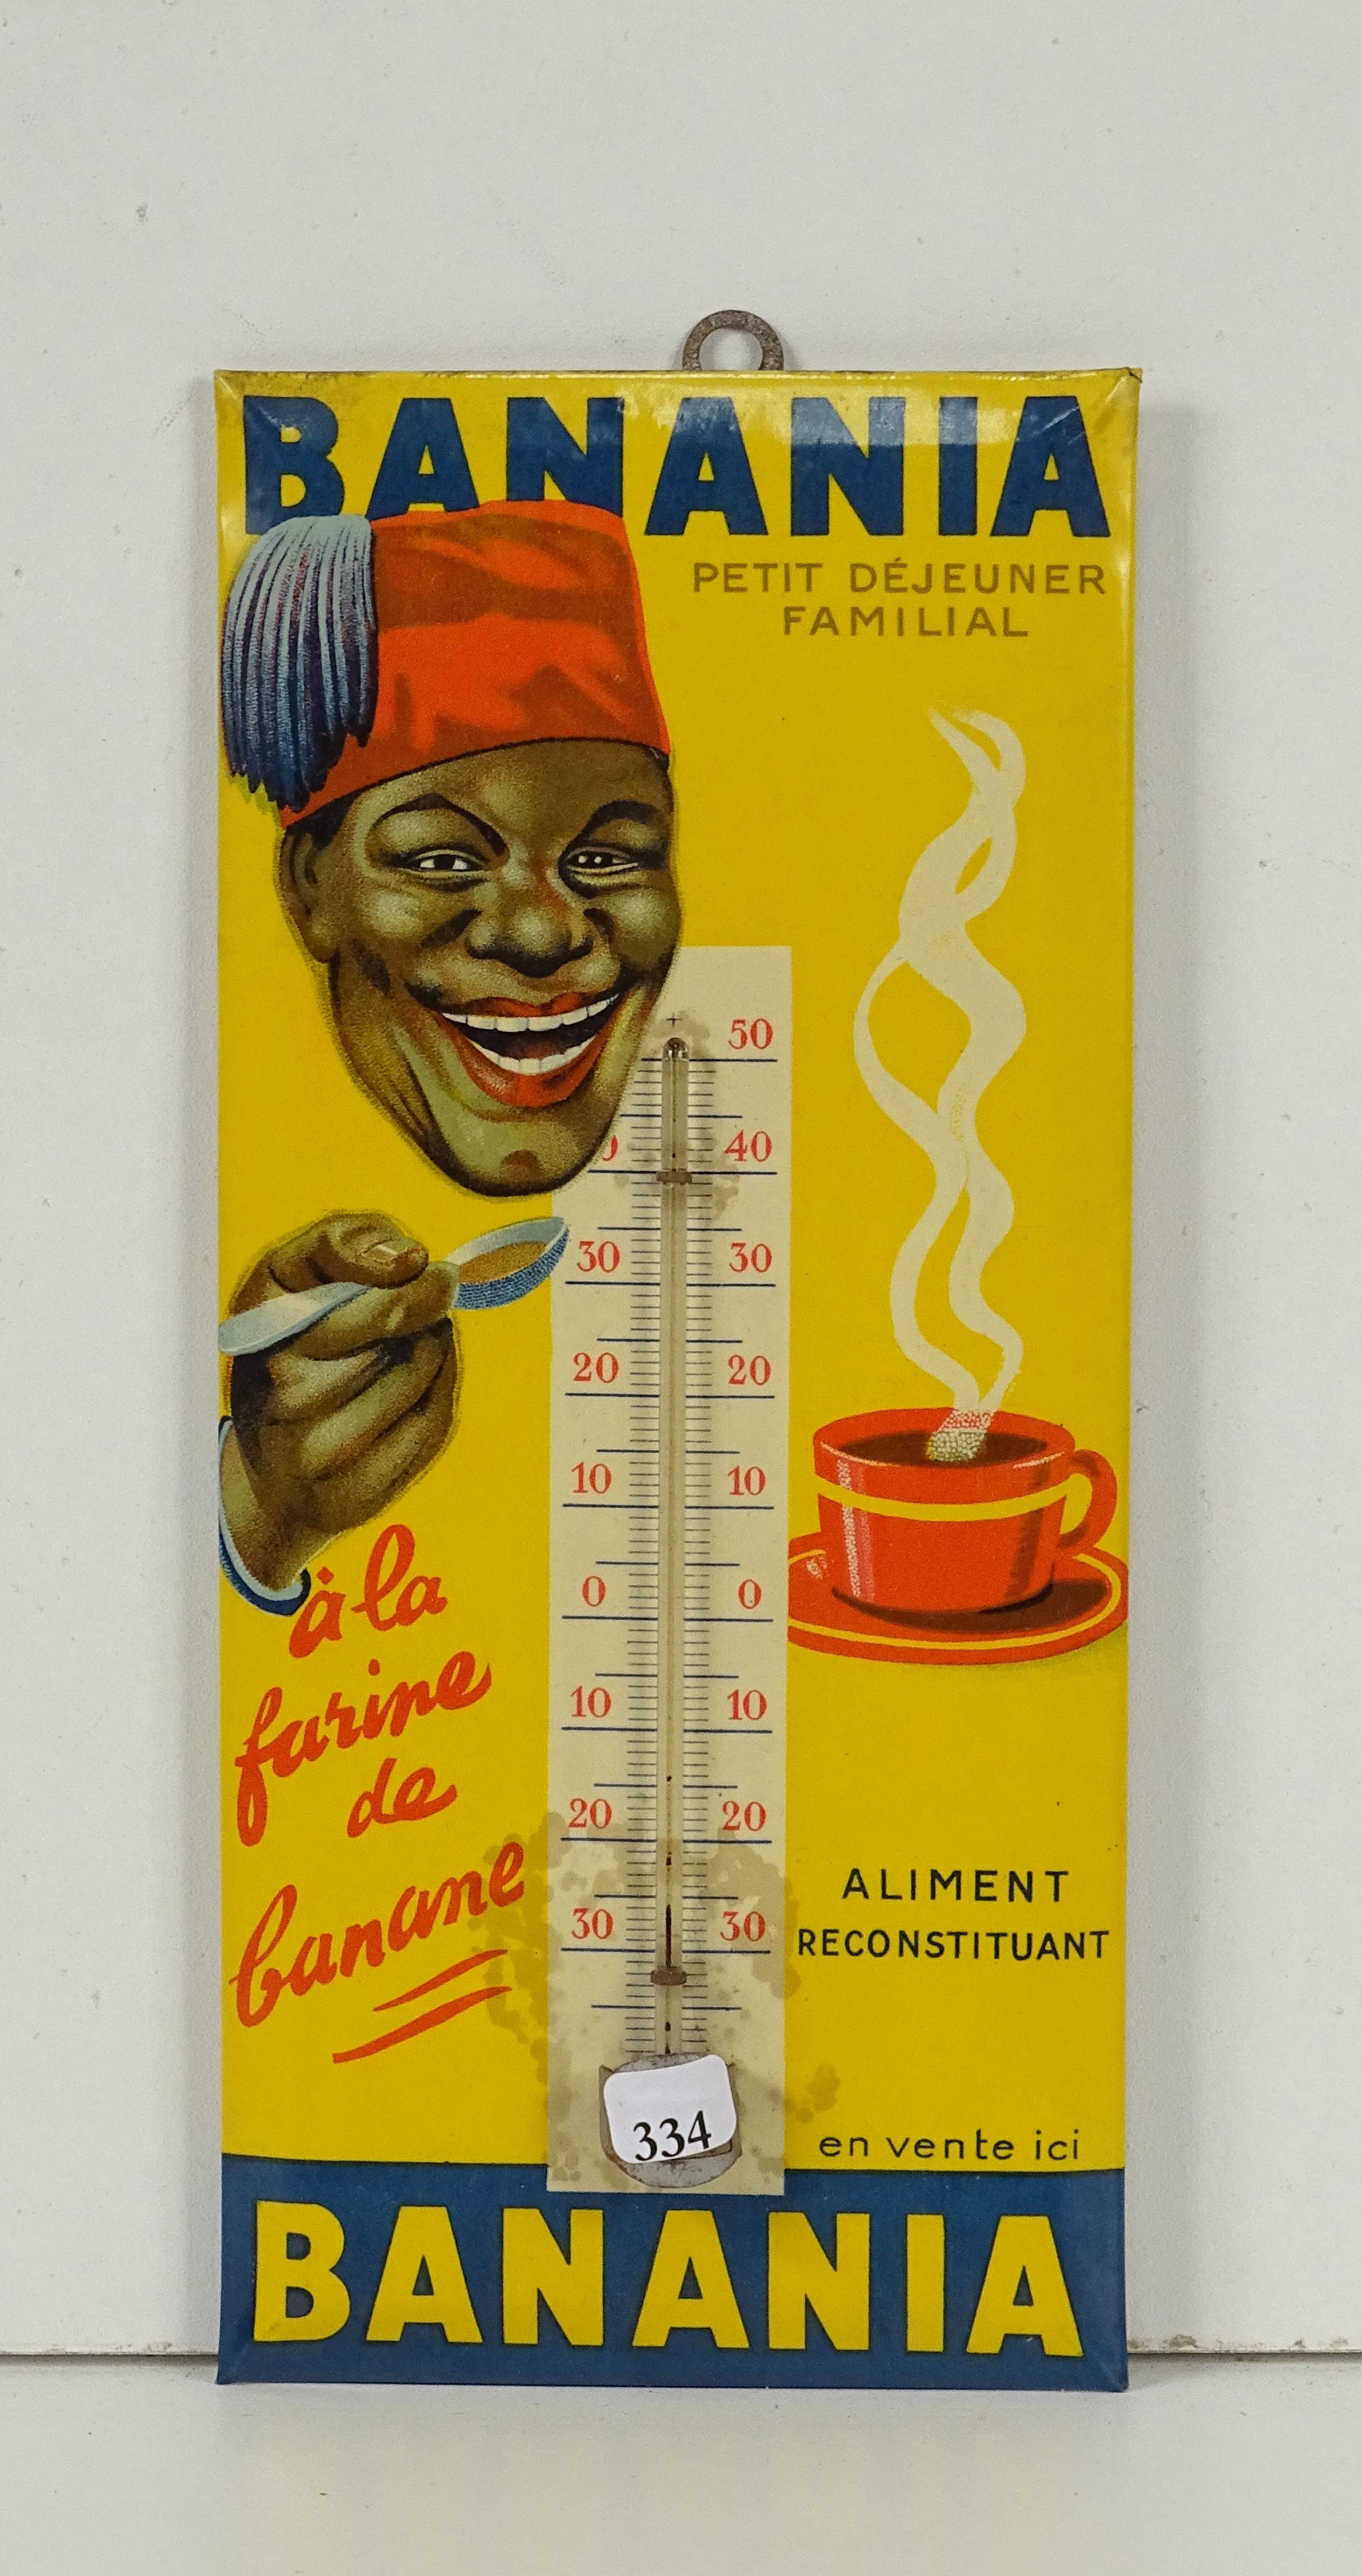 BANANIA
PETIT DÉJEUNER
FAMILIAL
50
40
30 30
20 20
10 10
0 0
10 10
20 20
30 30
à la
farine
de
banane
ALIMENT
RECONSTITUANT
334
en vente ici
BANANIA